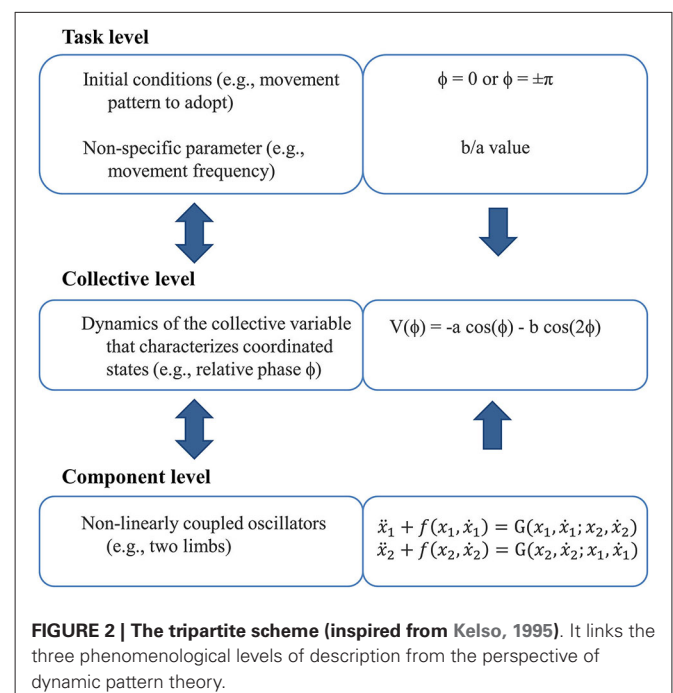 Task level
Initial conditions (e.g., movement
pattern to adopt)
ϕ = 0 or ϕ = ±π
Non-specific parameter (e.g.,
movement frequency)
b/a value
Collective level
Dynamics of the collective variable
that characterizes coordinated
states (e.g., relative phase ϕ)
V(ϕ) = -a cos(ϕ) - b cos(2ϕ)
Component level
Non-linearly coupled oscillators
(e.g., two limbs)
ẍ₁ + f(x₁, ẋ₁) = G(x₁, ẋ₁; x₂, ẋ₂)
ẍ₂ + f(x₂, ẋ₂) = G(x₂, ẋ₂; x₁, ẋ₁)
FIGURE 2 | The tripartite scheme (inspired from Kelso, 1995). It links the
three phenomenological levels of description from the perspective of
dynamic pattern theory.